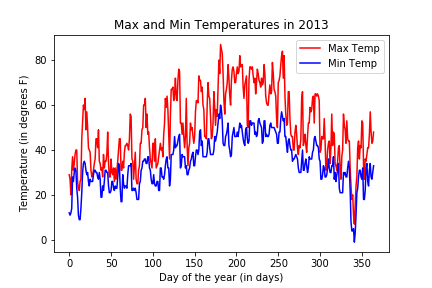 Max and Min Temperatures in 2013
Max Temp
Min Temp
Temperature (in degrees F)
80
60
40
20
0
0 50 100 150 200 250 300 350
Day of the year (in days)